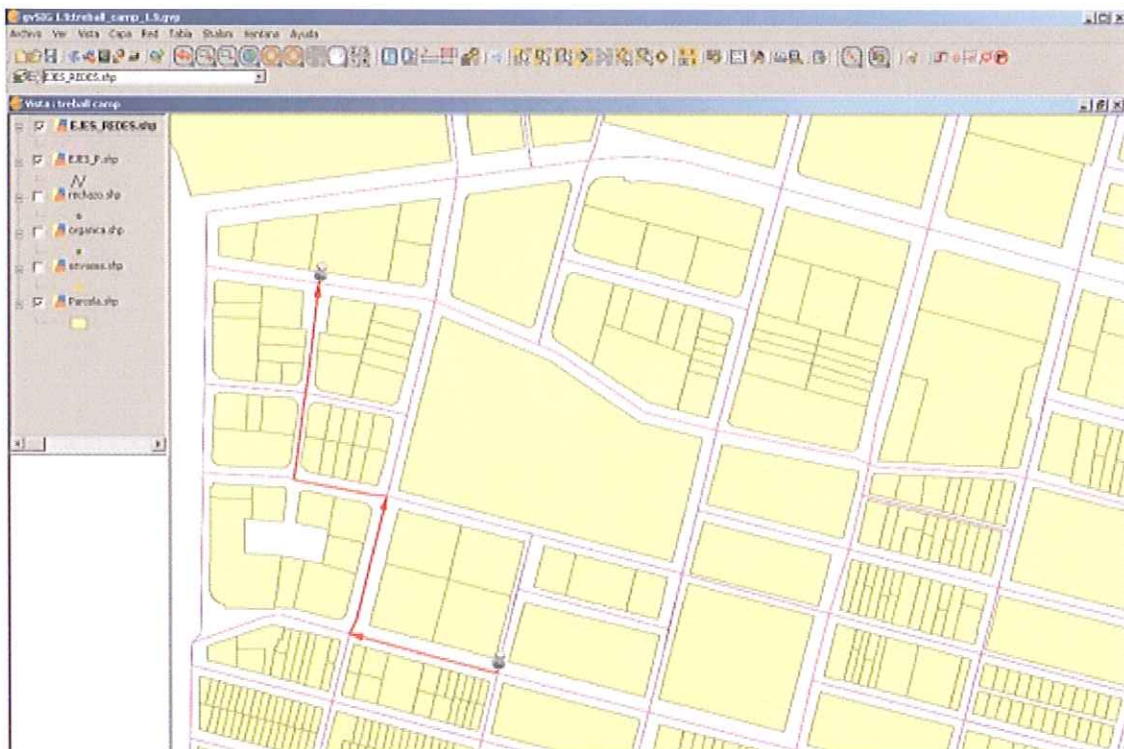 gvSIG 1.9:treball_camp_1.9.gvp
Archivo Ver Vista Capa Red Tabla Shalom Ventana Ayuda
EJES_REDES.shp
Vista : treball camp
EJES_REDES.shp
EJES_P.shp
rechazo.shp
organica.shp
envases.shp
Parcela.shp